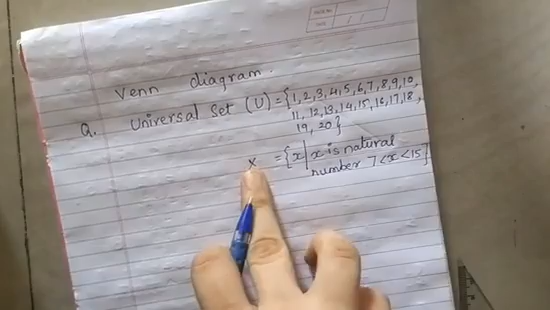 Venn diagram.
Q. Universal Set (U) = {1,2,3,4,5,6,7,8,9,10,
11, 12,13,14,15,16,17,18,
19, 20}
X = {x|x is natural
number 7<x<15}